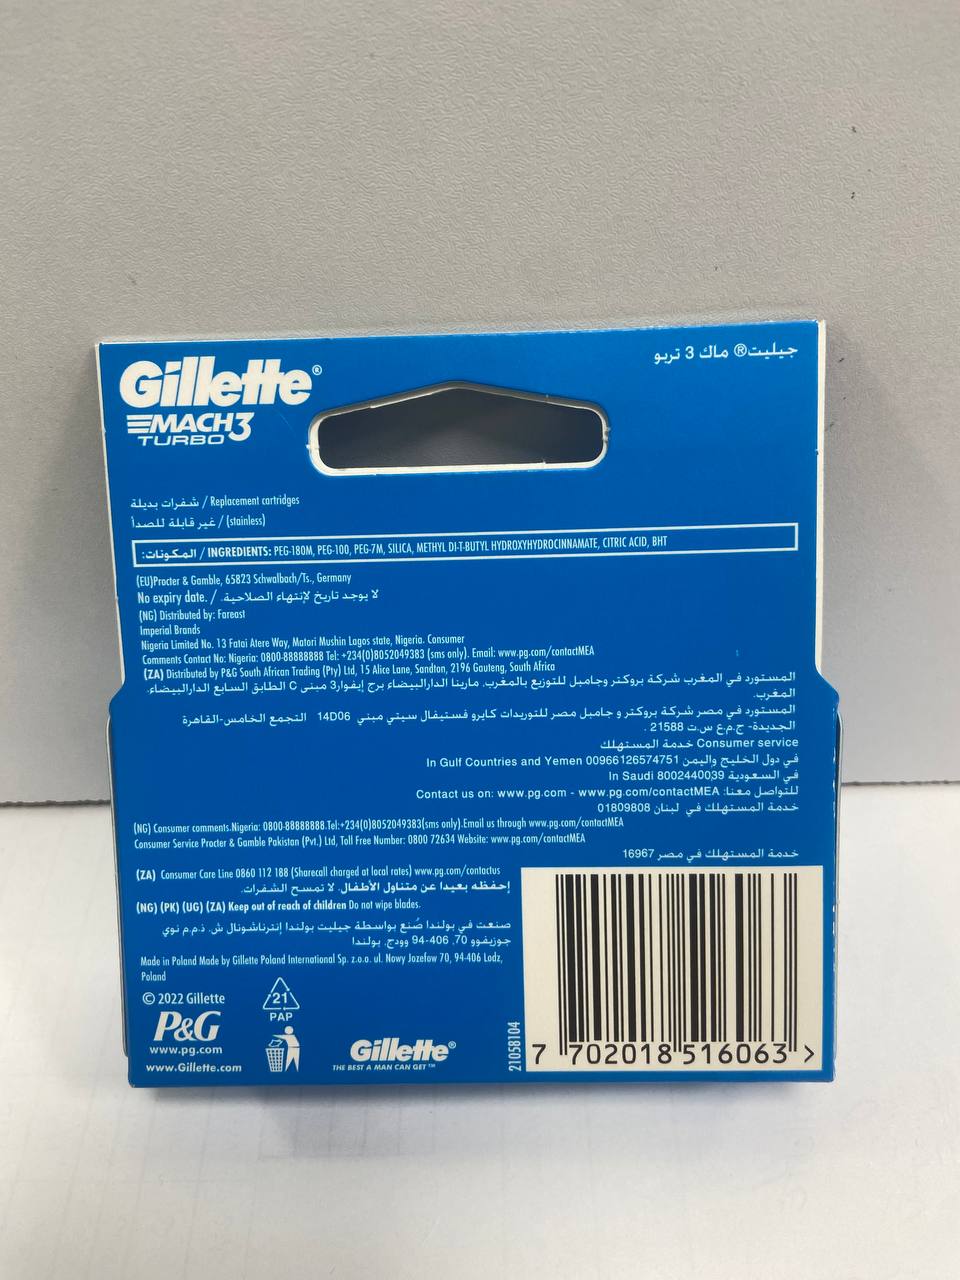 Gillette®
MACH3
TURBO
جيليت® ماك 3 تربو
شفرات بديلة / Replacement cartridges
غير قابلة للصدأ / (stainless)
المكونات: / INGREDIENTS: PEG-180M, PEG-100, PEG-7M, SILICA, METHYL DI-T-BUTYL HYDROXYHYDROCINNAMATE, CITRIC ACID, BHT
(EU)Procter & Gamble, 65823 Schwalbach/Ts., Germany
No expiry date. / لا يوجد تاريخ لإنتهاء الصلاحية.
(NG) Distributed by: Fareast
Imperial Brands
Nigeria Limited No. 13 Fatai Atere Way, Matori Mushin Lagos state, Nigeria. Consumer
Comments Contact No: Nigeria: 0800-88888888 Tel: +234(0)8052049383 (sms only). Email: www.pg.com/contactMEA
(ZA) Distributed by P&G South African Trading (Pty) Ltd, 15 Alice Lane, Sandton, 2196 Gauteng, South Africa
المستورد في المغرب شركة بروكتر وجامبل للتوزيع بالمغرب. مارينا الدارالبيضاء برج إيفوار3 مبنى C الطابق السابع الدارالبيضاء.
المغرب.
المستورد في مصر شركة بروكتر و جامبل مصر للتوريدات كايرو فستيفال سيتي مبني 14D06 التجمع الخامس-القاهرة
الجديدة- ج.م.ع س.ت 21588 .
Consumer service خدمة المستهلك
في دول الخليج واليمن In Gulf Countries and Yemen 00966126574751
في السعودية In Saudi 8002440039
للتواصل معنا: Contact us on: www.pg.com - www.pg.com/contactMEA
خدمة المستهلك في لبنان 01809808
(NG) Consumer comments.Nigeria: 0800-88888888.Tel:+234(0)8052049383(sms only).Email us through www.pg.com/contactMEA
Consumer Service Procter & Gamble Pakistan (Pvt.) Ltd, Toll Free Number: 0800 72634 Website: www.pg.com/contactMEA
خدمة المستهلك في مصر 16967
(ZA) Consumer Care Line 0860 112 188 (Sharecall charged at local rates) www.pg.com/contactus
إحفظه بعيدا عن متناول الأطفال. لا تمسح الشفرات.
(NG) (PK) (UG) (ZA) Keep out of reach of children Do not wipe blades.
صنعت في بولندا صُنع بواسطة جيليت بولندا إنترناشونال ش. ذ.م.م نوي
جوزيفوو 70, 406-94 وودج. بولندا
Made in Poland Made by Gillette Poland International Sp. z.o.o. ul. Nowy Jozefow 70, 94-406 Lodz,
Poland
© 2022 Gillette
P&G
www.pg.com
www.Gillette.com
21
PAP
Gillette®
THE BEST A MAN CAN GET™
21058104
7 702018 516063 >